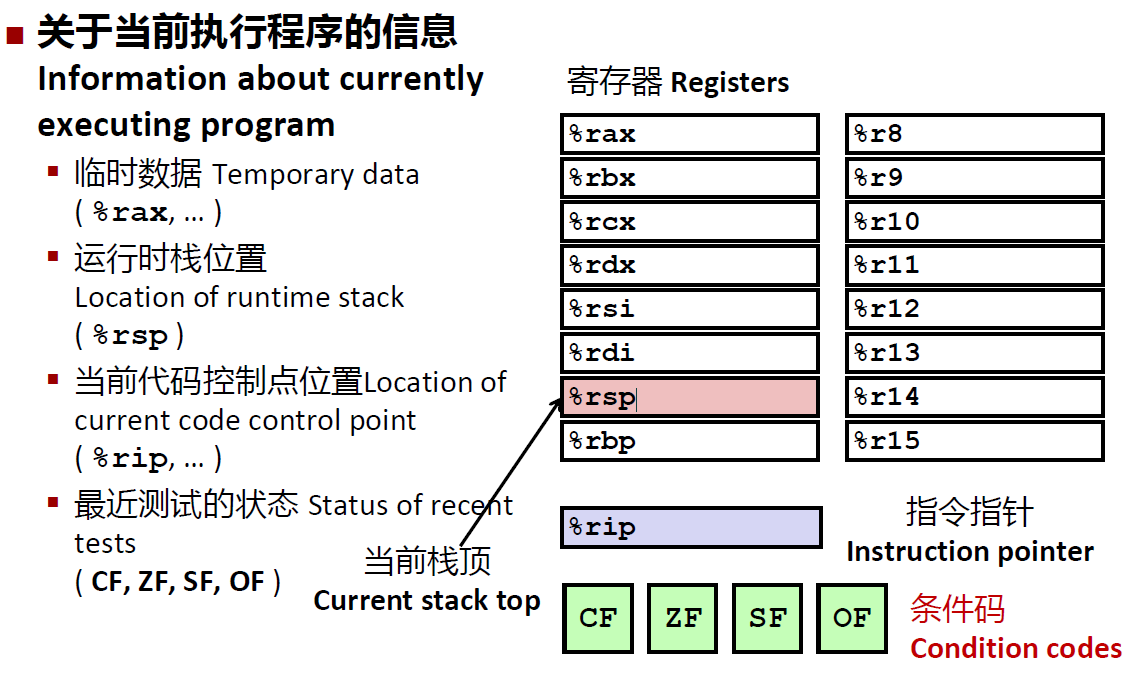 关于当前执行程序的信息
Information about currently
executing program
临时数据 Temporary data
( %rax, … )
运行时栈位置
Location of runtime stack
( %rsp )
当前代码控制点位置Location of
current code control point
( %rip, … )
最近测试的状态 Status of recent
tests
( CF, ZF, SF, OF )
当前栈顶
Current stack top
寄存器 Registers
%rax
%rbx
%rcx
%rdx
%rsi
%rdi
%rsp
%rbp
%r8
%r9
%r10
%r11
%r12
%r13
%r14
%r15
%rip
指令指针
Instruction pointer
CF ZF SF OF
条件码
Condition codes